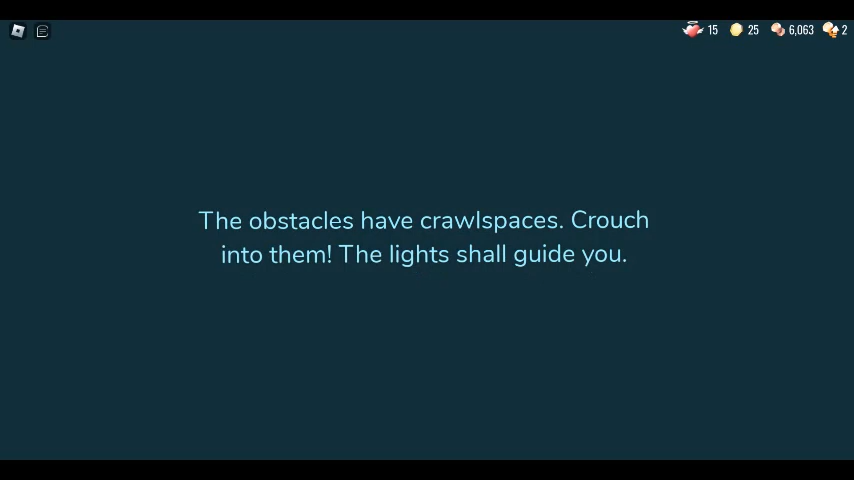 15 25 6,063 2
The obstacles have crawlspaces. Crouch
into them! The lights shall guide you.